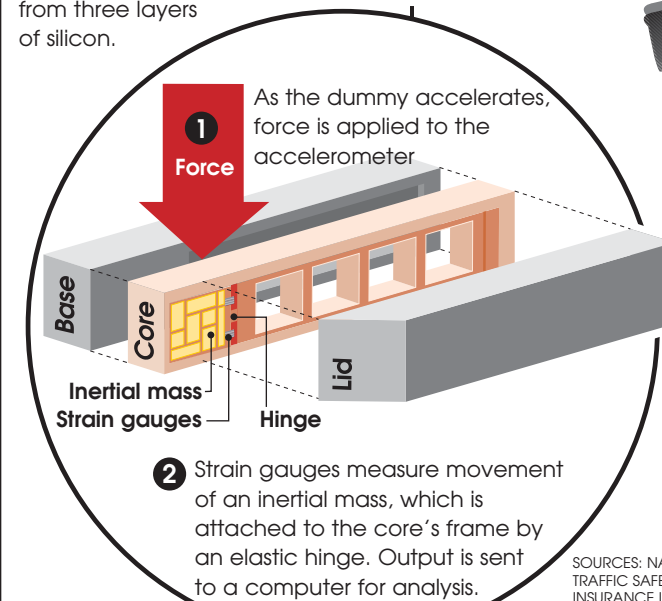 from three layers
of silicon.
1
Force
As the dummy accelerates,
force is applied to the
accelerometer
Base
Core
Lid
Inertial mass
Strain gauges
Hinge
2 Strain gauges measure movement
of an inertial mass, which is
attached to the core's frame by
an elastic hinge. Output is sent
to a computer for analysis.
SOURCES:
TRAFFIC
INSURANCE